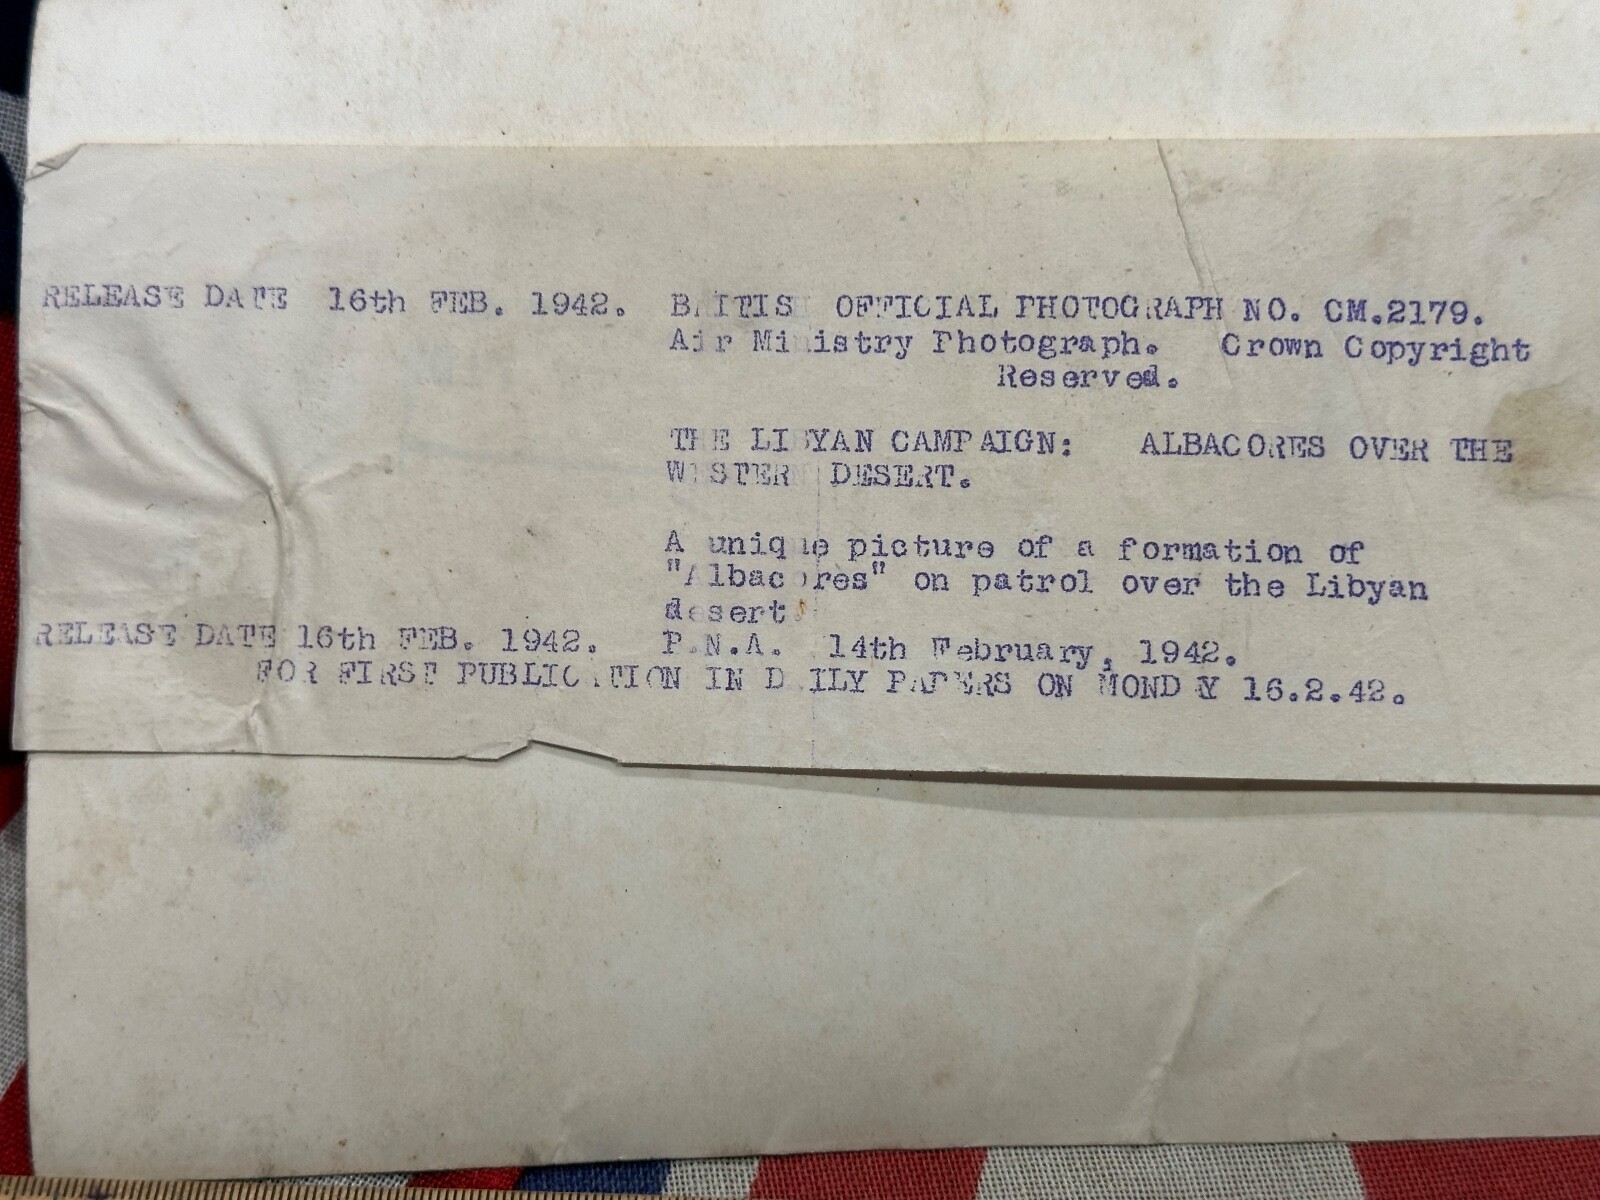 RELEASE DATE 16th FEB. 1942. BRITISH OFFICIAL PHOTOGRAPH NO. CM.2179.
Air Ministry Photograph. Crown Copyright
Reserved.
THE LIBYAN CAMPAIGN: ALBACORES OVER THE
WESTERN DESERT.
A unique picture of a formation of
"Albacores" on patrol over the Libyan
desert.
RELEASE DATE 16th FEB. 1942. P.N.A. 14th February, 1942.
FOR FIRST PUBLICATION IN DAILY PAPERS ON MONDAY 16.2.42.